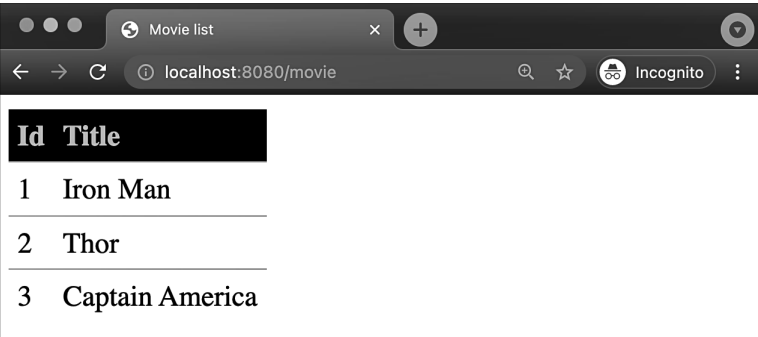 Movie list
localhost:8080/movie
Incognito
Id Title
1 Iron Man
2 Thor
3 Captain America